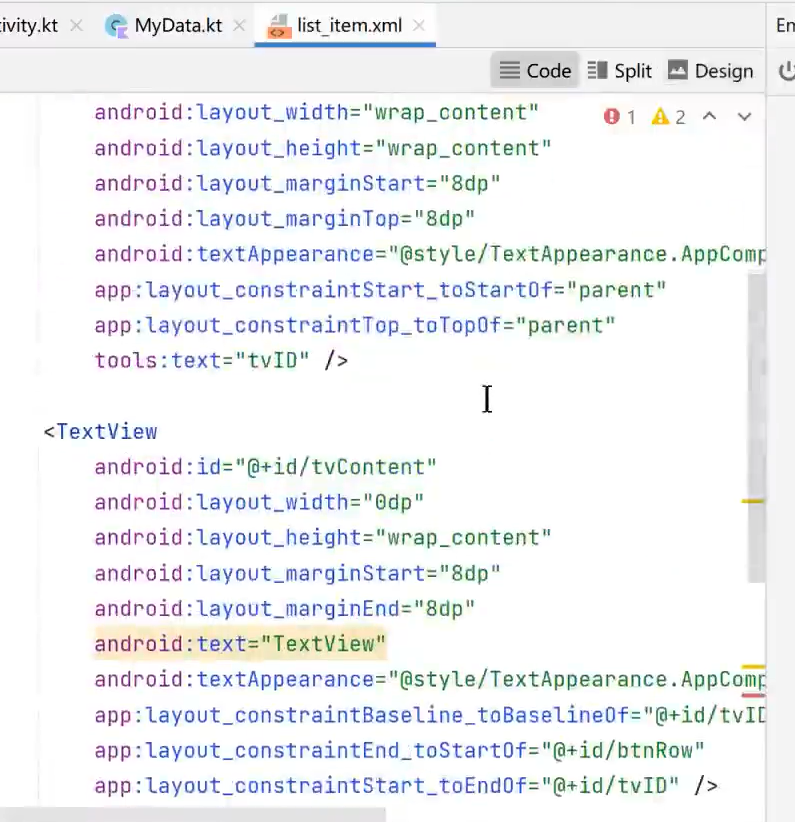 tivity.kt MyData.kt list_item.xml En
Code Split Design
android:layout_width="wrap_content" 1 2
android:layout_height="wrap_content"
android:layout_marginStart="8dp"
android:layout_marginTop="8dp"
android:textAppearance="@style/TextAppearance.AppComp
app:layout_constraintStart_toStartOf="parent"
app:layout_constraintTop_toTopOf="parent"
tools:text="tvID" />
<TextView
android:id="@+id/tvContent"
android:layout_width="0dp"
android:layout_height="wrap_content"
android:layout_marginStart="8dp"
android:layout_marginEnd="8dp"
android:text="TextView"
android:textAppearance="@style/TextAppearance.AppComp
app:layout_constraintBaseline_toBaselineOf="@+id/tvID
app:layout_constraintEnd_toStartOf="@+id/btnRow"
app:layout_constraintStart_toEndOf="@+id/tvID" />